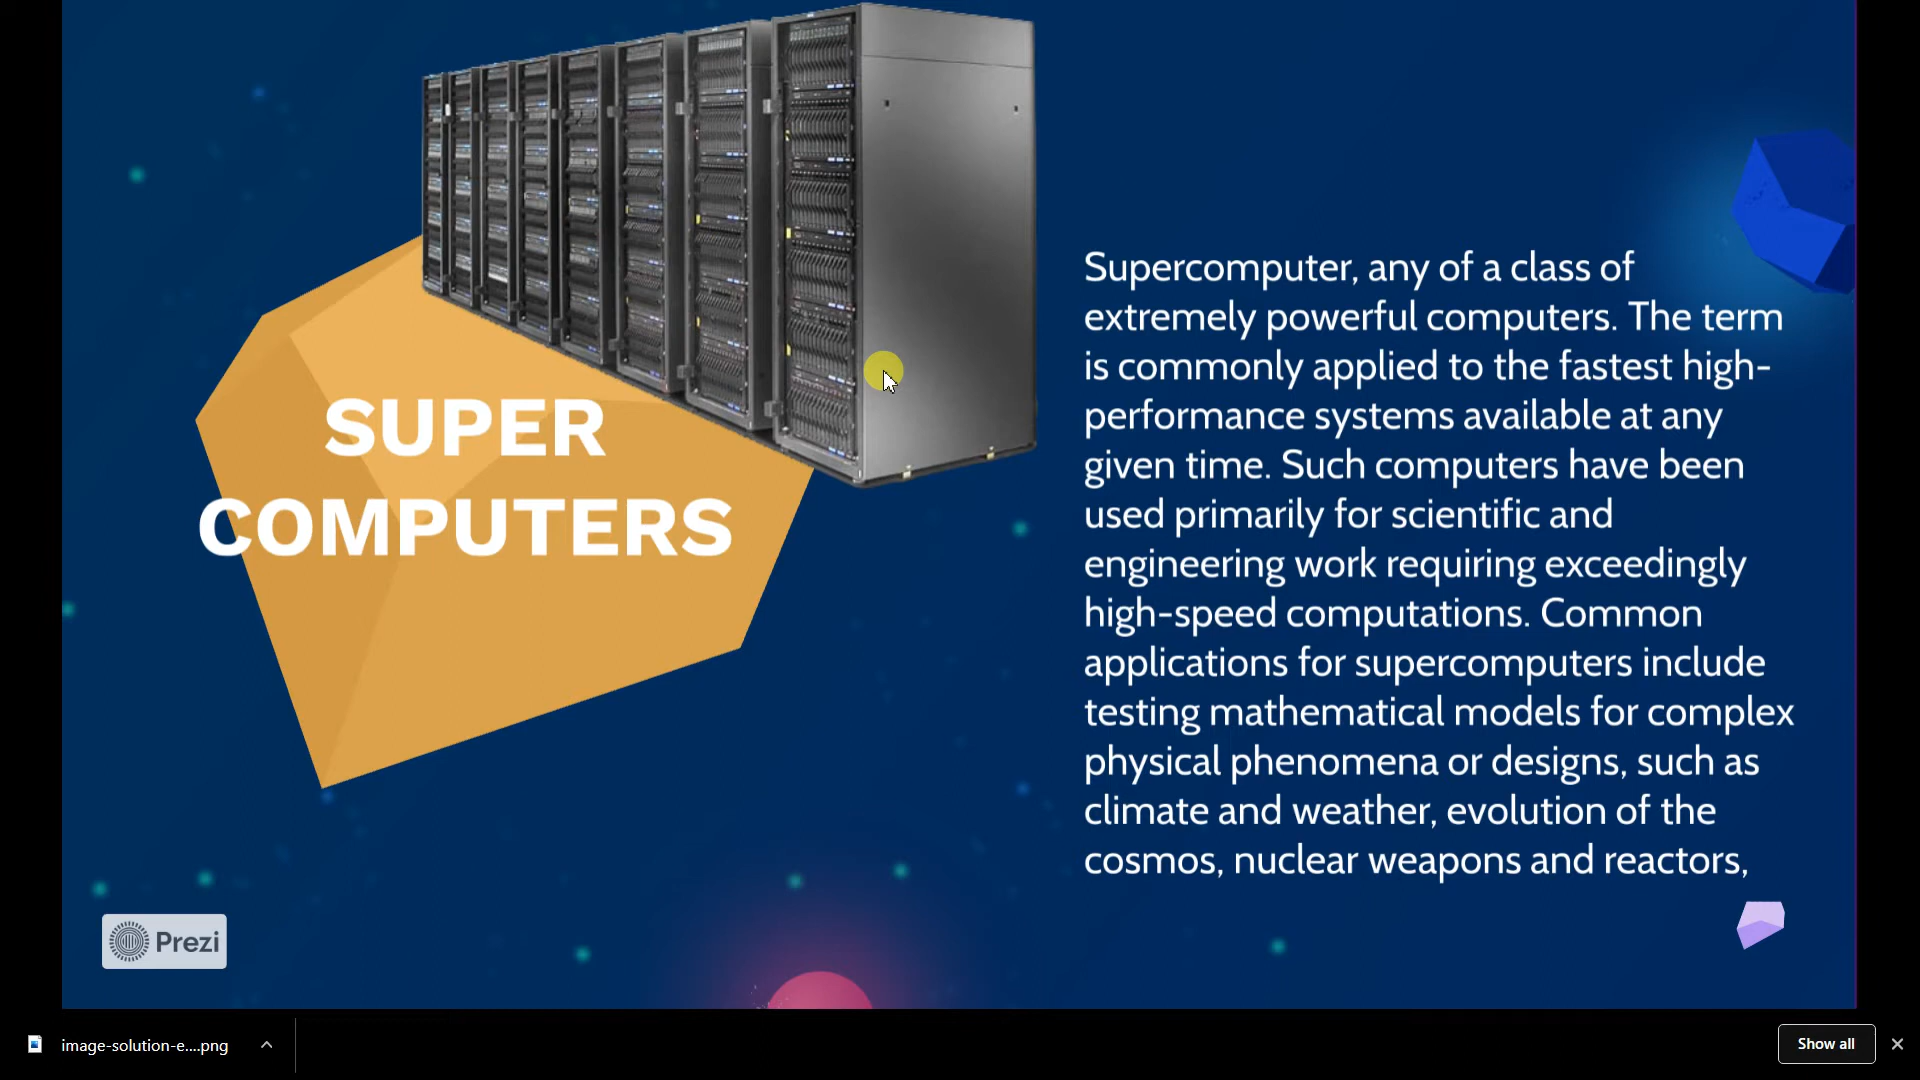 SUPER
COMPUTERS
Supercomputer, any of a class of
extremely powerful computers. The term
is commonly applied to the fastest high-
performance systems available at any
given time. Such computers have been
used primarily for scientific and
engineering work requiring exceedingly
high-speed computations. Common
applications for supercomputers include
testing mathematical models for complex
physical phenomena or designs, such as
climate and weather, evolution of the
cosmos, nuclear weapons and reactors,
Prezi
image-solution-e....png
Show all